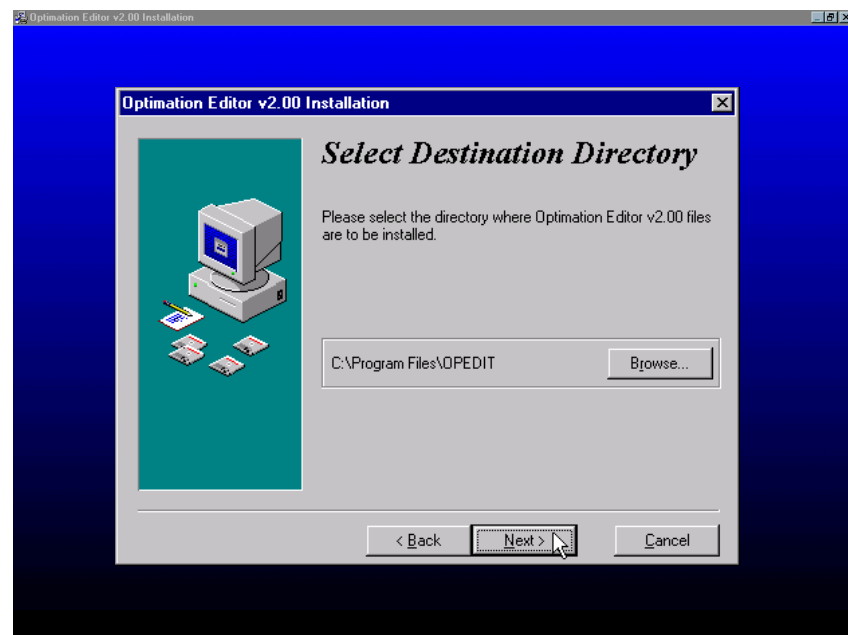 Optimation Editor v2.00 Installation
Optimation Editor v2.00 Installation
Select Destination Directory
Please select the directory where Optimation Editor v2.00 files
are to be installed.
C:\Program Files\OPEDIT
Browse...
< Back
Next >
Cancel